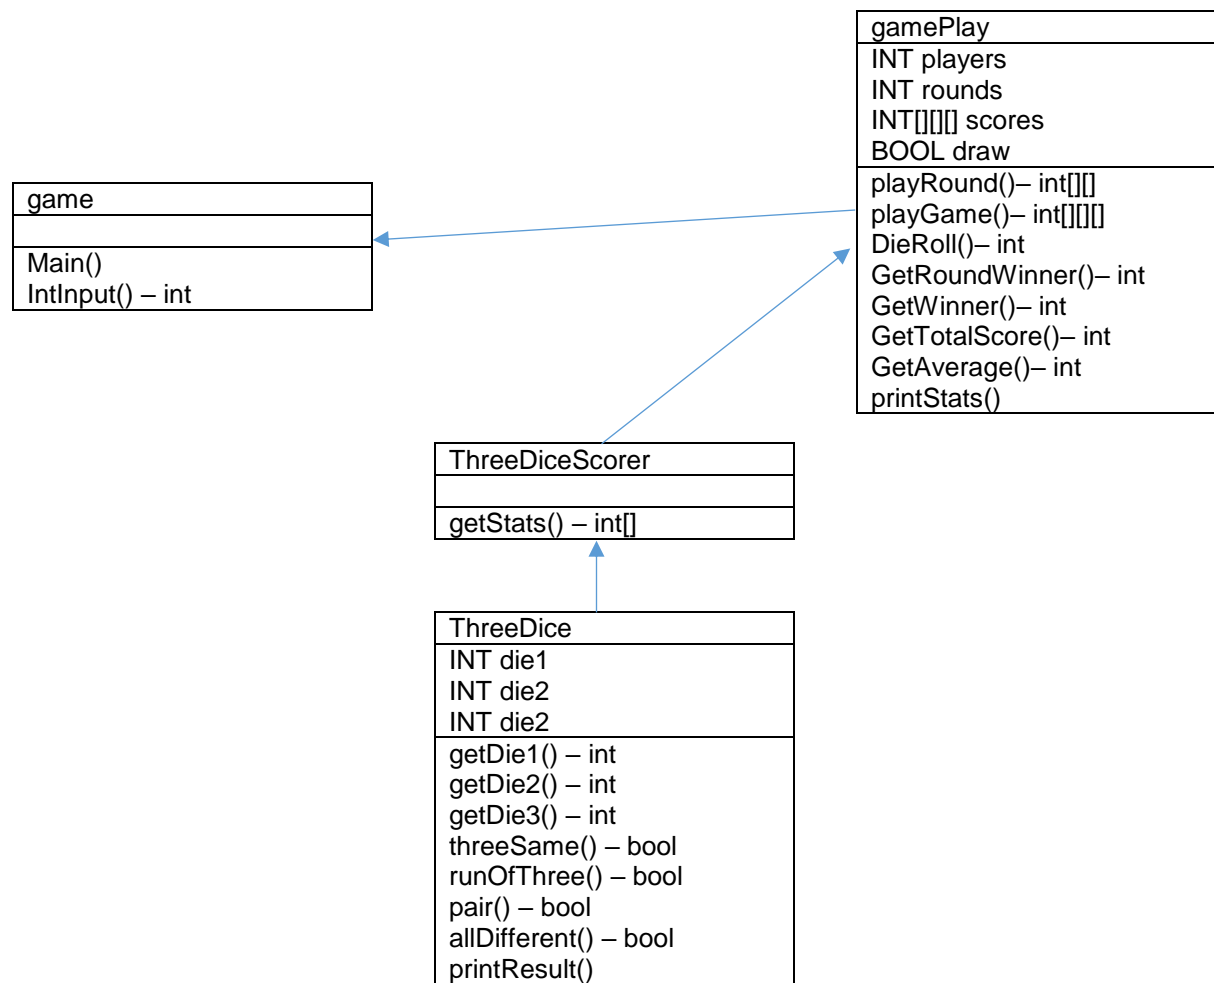 gamePlay
INT players
INT rounds
INT[][][] scores
BOOL draw
playRound()– int[][]
playGame()– int[][][]
DieRoll()– int
GetRoundWinner()– int
GetWinner()– int
GetTotalScore()– int
GetAverage()– int
printStats()
game
Main()
IntInput() – int
ThreeDiceScorer
getStats() – int[]
ThreeDice
INT die1
INT die2
INT die2
getDie1() – int
getDie2() – int
getDie3() – int
threeSame() – bool
runOfThree() – bool
pair() – bool
allDifferent() – bool
printResult()